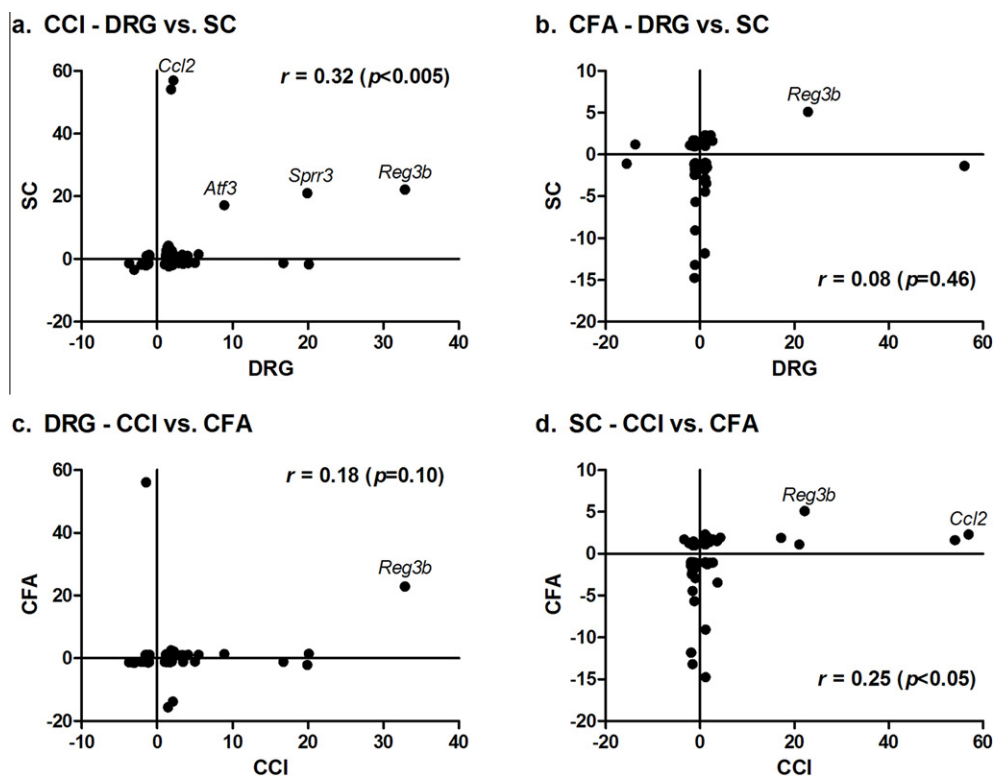 a. CCI - DRG vs. SC
60
40
20
0
-20
SC
Ccl2
r = 0.32 (p<0.005)
Atf3
Sprr3
Reg3b
-10
0
10
20
30
40
DRG
b. CFA - DRG vs. SC
10
5
0
-5
-10
-15
-20
SC
Reg3b
r = 0.08 (p=0.46)
-20
0
20
40
60
DRG
c. DRG - CCI vs. CFA
60
40
20
0
-20
CFA
r = 0.18 (p=0.10)
Reg3b
-10
0
10
20
30
40
CCI
d. SC - CCI vs. CFA
10
5
0
-5
-10
-15
-20
CFA
Reg3b
Ccl2
r = 0.25 (p<0.05)
-20
0
20
40
60
CCI